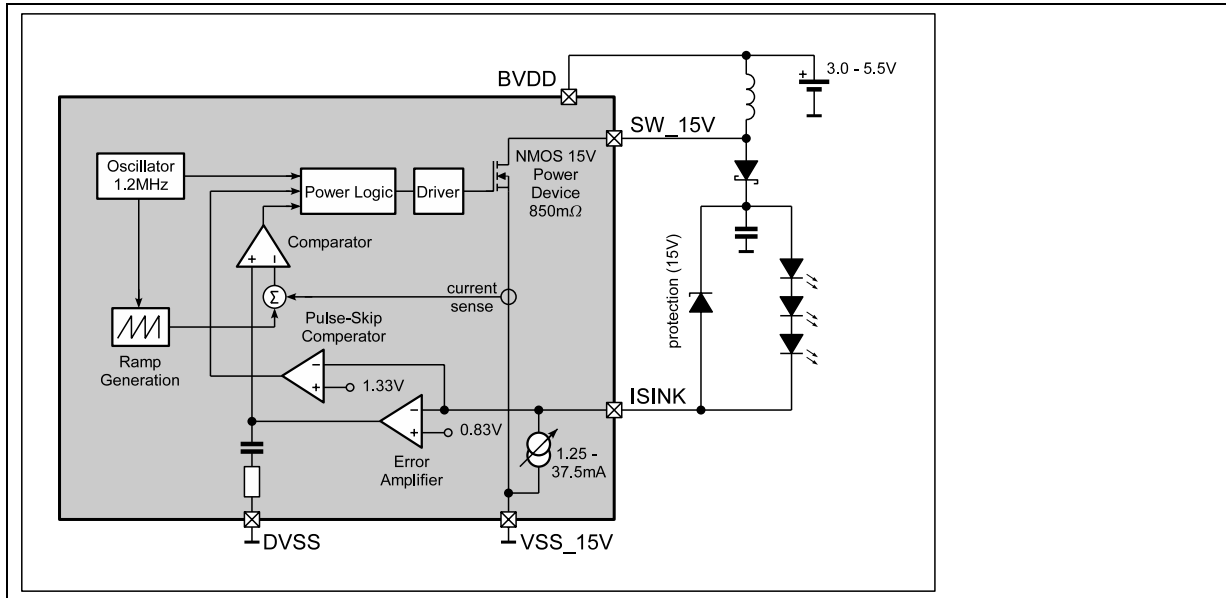 BVDD
3.0 - 5.5V
+
SW_15V
Oscillator
1.2MHz
Power Logic
Driver
NMOS 15V
Power
Device
850mΩ
Comparator
+ –
Σ
current
sense
protection (15V)
Ramp
Generation
Pulse-Skip
Comperator
–
+
1.33V
ISINK
–
+
0.83V
Error
Amplifier
1.25 -
37.5mA
DVSS
VSS_15V